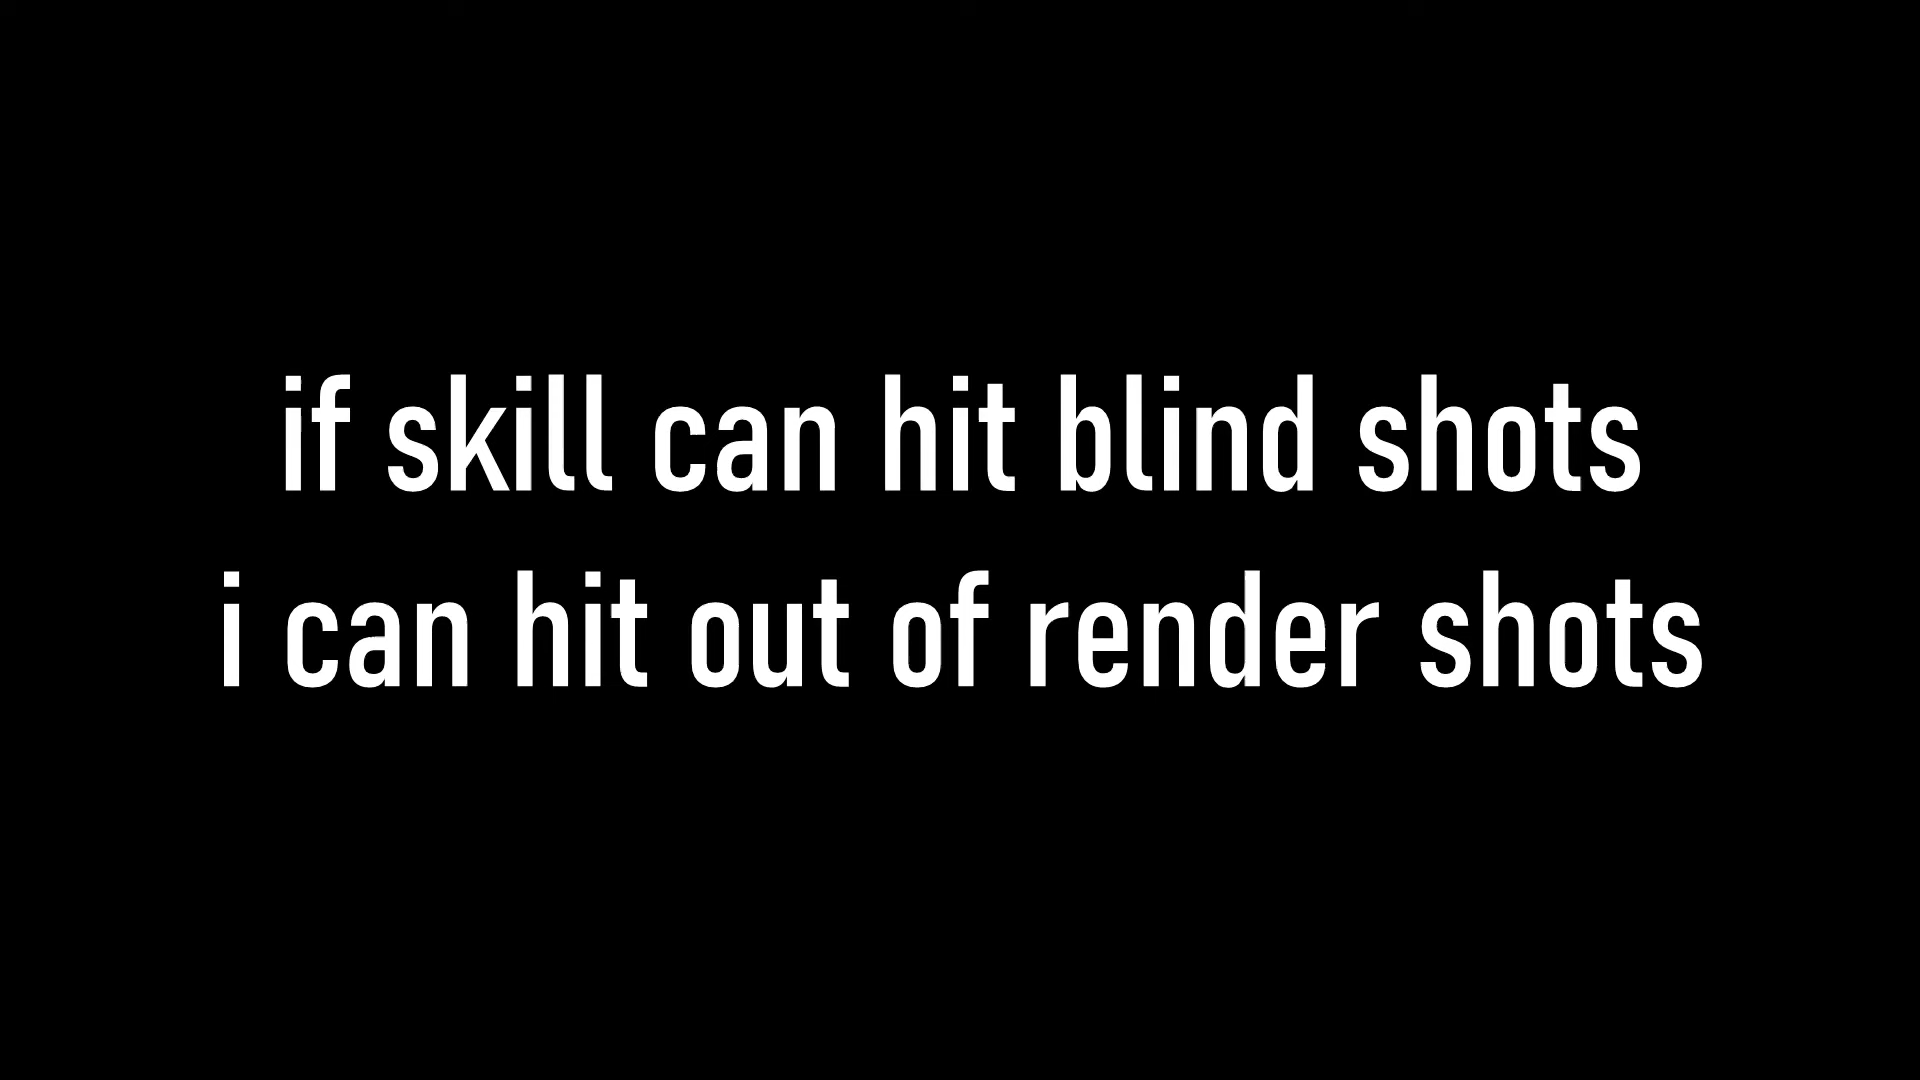 if skill can hit blind shots
i can hit out of render shots